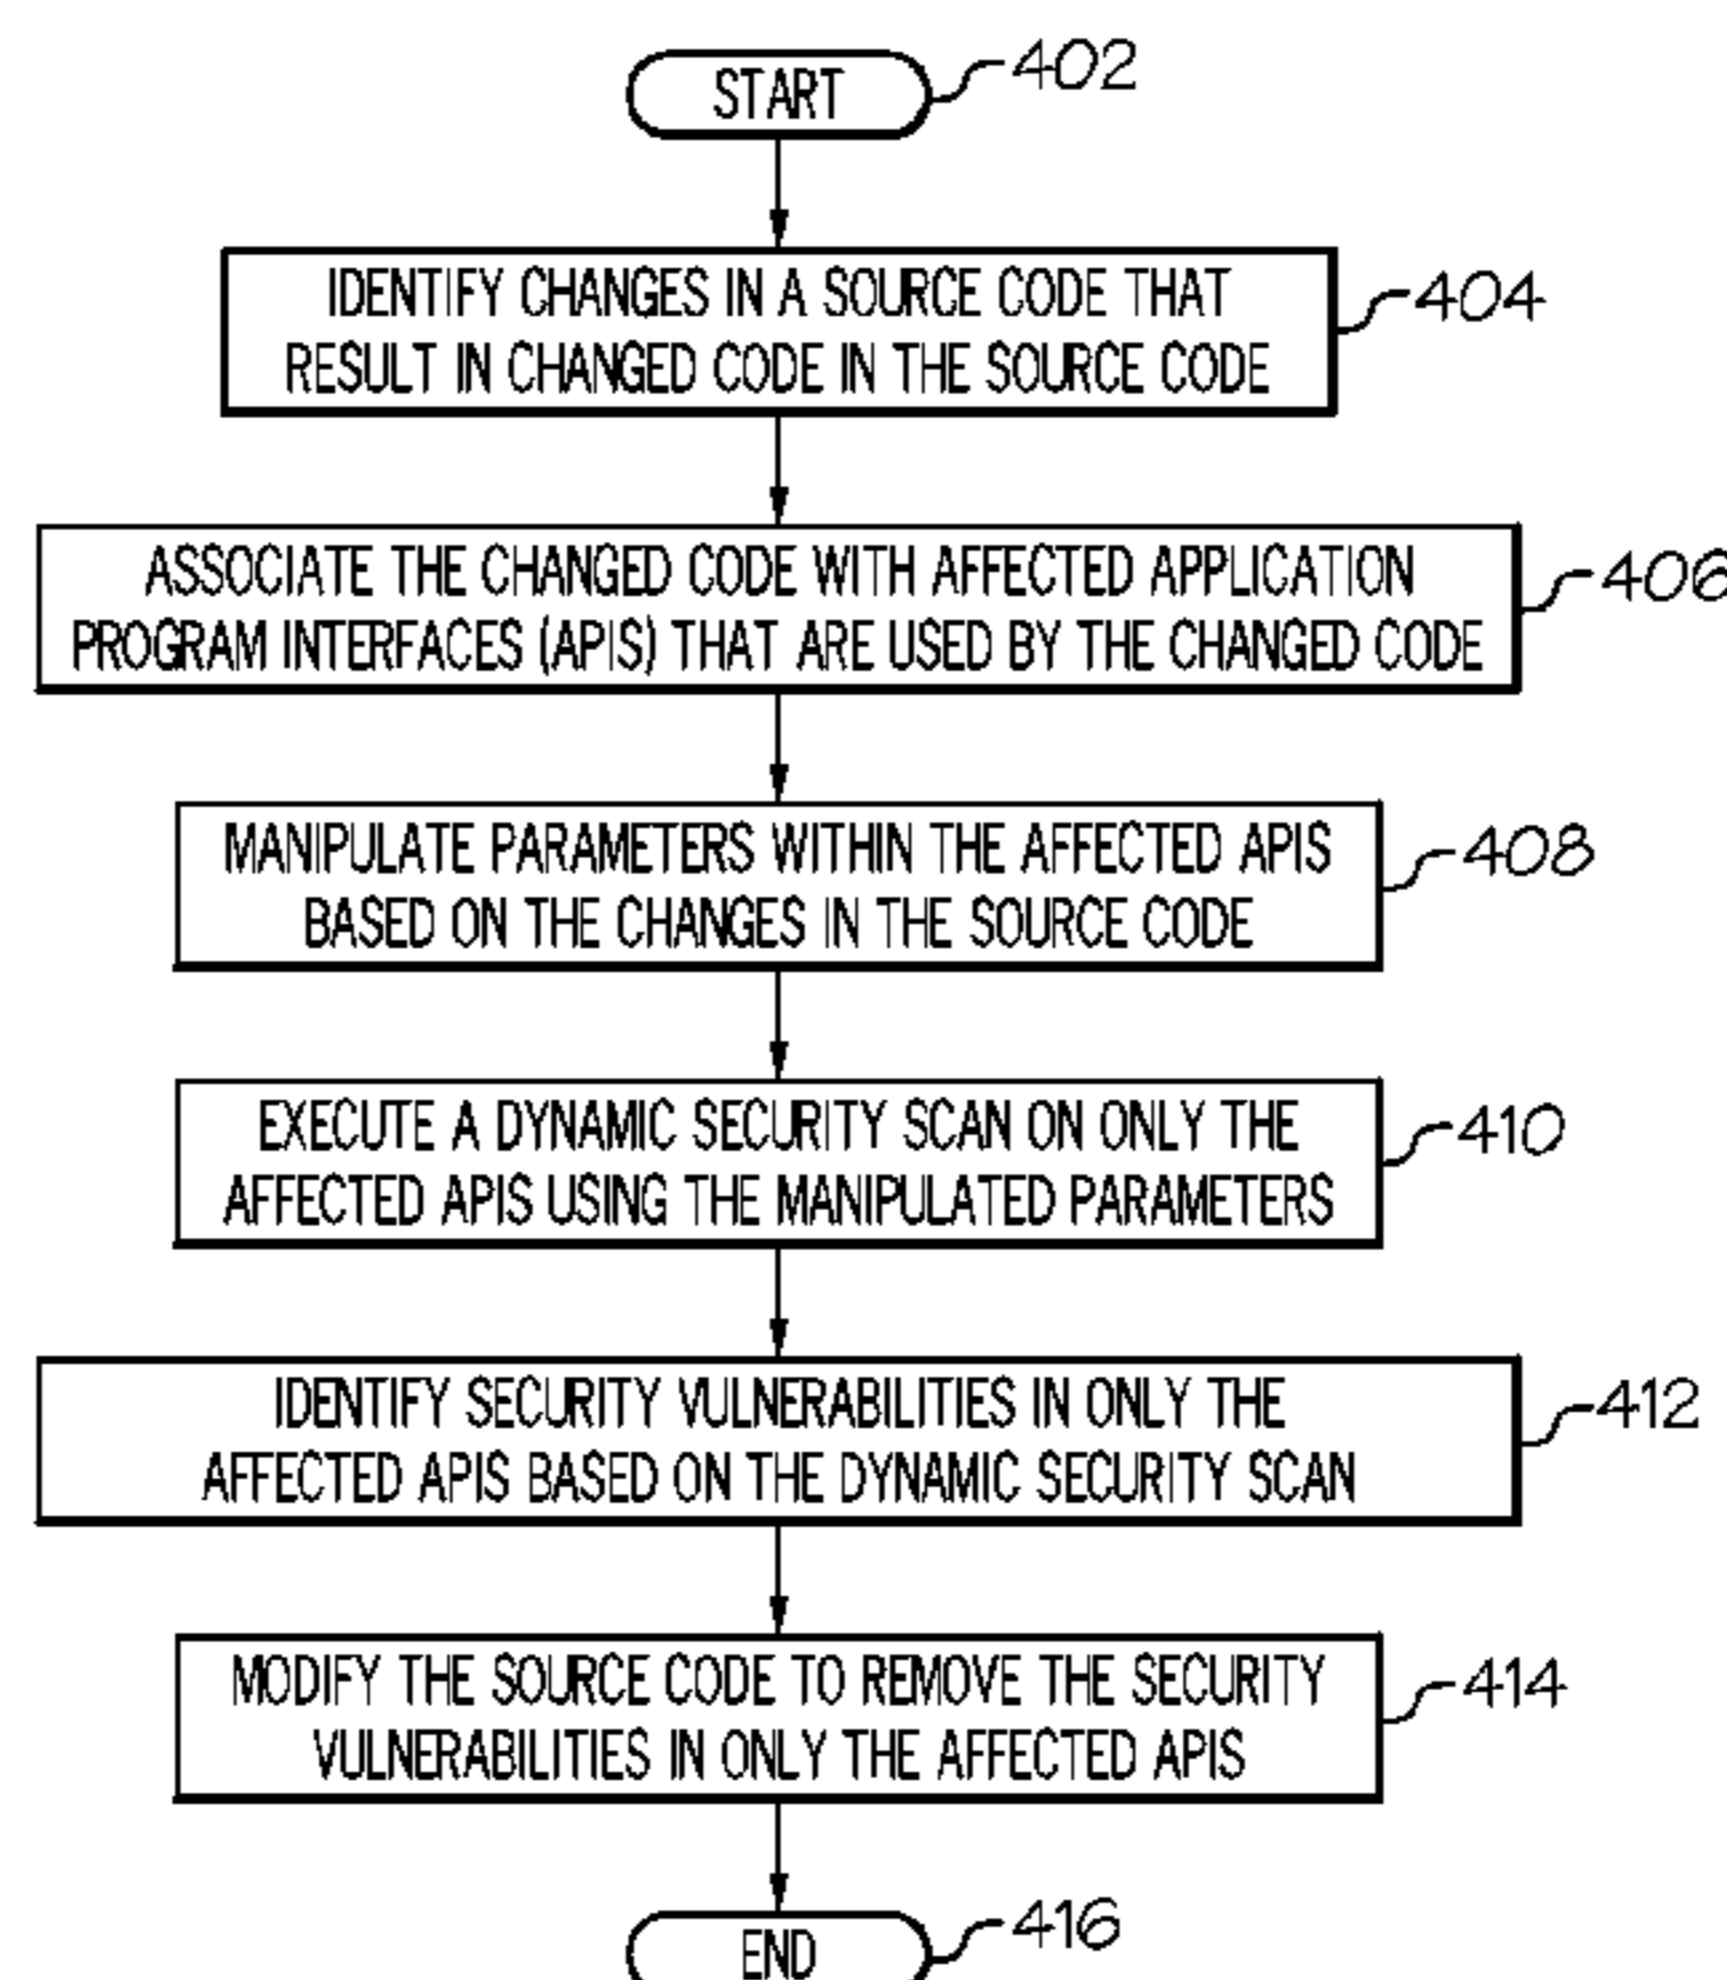 START
402
IDENTIFY CHANGES IN A SOURCE CODE THAT
RESULT IN CHANGED CODE IN THE SOURCE CODE
404
ASSOCIATE THE CHANGED CODE WITH AFFECTED APPLICATION
PROGRAM INTERFACES (APIS) THAT ARE USED BY THE CHANGED CODE
406
MANIPULATE PARAMETERS WITHIN THE AFFECTED APIS
BASED ON THE CHANGES IN THE SOURCE CODE
408
EXECUTE A DYNAMIC SECURITY SCAN ON ONLY THE
AFFECTED APIS USING THE MANIPULATED PARAMETERS
410
IDENTIFY SECURITY VULNERABILITIES IN ONLY THE
AFFECTED APIS BASED ON THE DYNAMIC SECURITY SCAN
412
MODIFY THE SOURCE CODE TO REMOVE THE SECURITY
VULNERABILITIES IN ONLY THE AFFECTED APIS
414
END
416